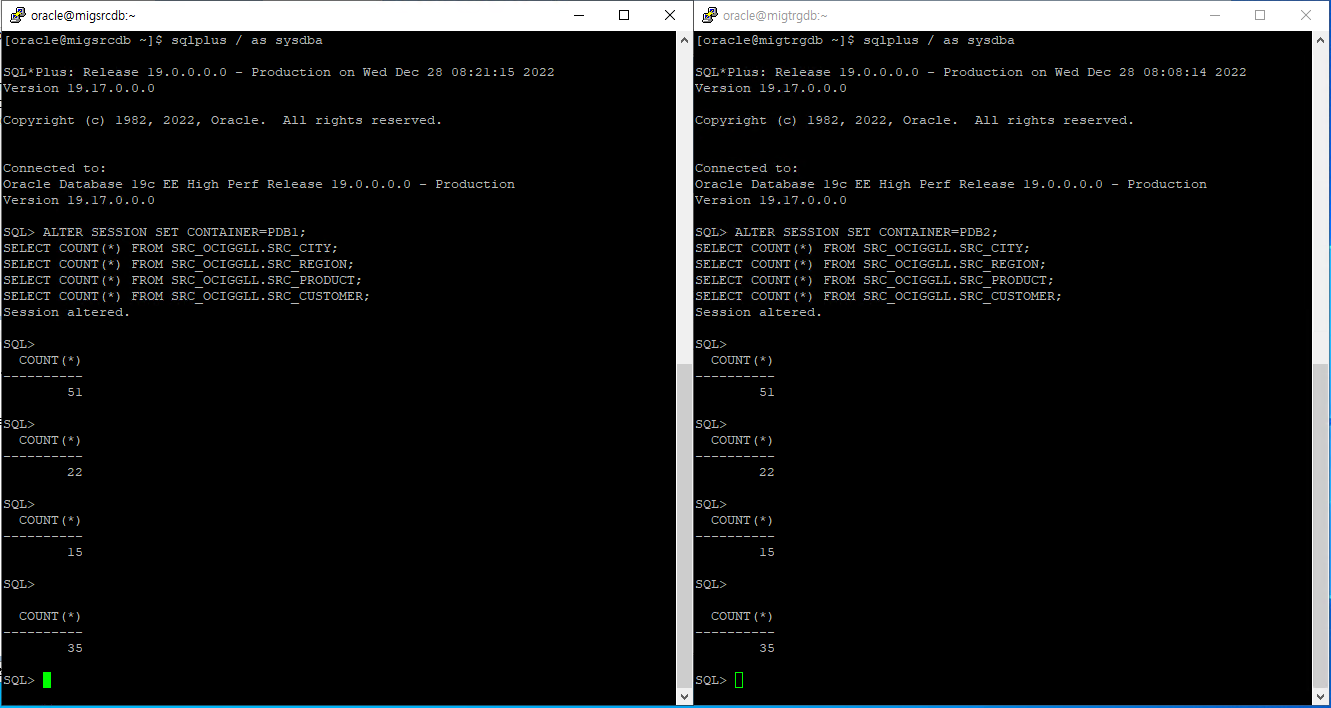 oracle@migsrcdb:~
[oracle@migsrcdb ~]$ sqlplus / as sysdba
SQL*Plus: Release 19.0.0.0.0 - Production on Wed Dec 28 08:21:15 2022
Version 19.17.0.0.0
Copyright (c) 1982, 2022, Oracle.  All rights reserved.
Connected to:
Oracle Database 19c EE High Perf Release 19.0.0.0.0 - Production
Version 19.17.0.0.0
SQL> ALTER SESSION SET CONTAINER=PDB1;
SELECT COUNT(*) FROM SRC_OCIGGLL.SRC_CITY;
SELECT COUNT(*) FROM SRC_OCIGGLL.SRC_REGION;
SELECT COUNT(*) FROM SRC_OCIGGLL.SRC_PRODUCT;
SELECT COUNT(*) FROM SRC_OCIGGLL.SRC_CUSTOMER;
Session altered.
SQL>
COUNT(*)
----------
51
SQL>
COUNT(*)
----------
22
SQL>
COUNT(*)
----------
15
SQL>
COUNT(*)
----------
35
SQL>
oracle@migtrgdb:~
[oracle@migtrgdb ~]$ sqlplus / as sysdba
SQL*Plus: Release 19.0.0.0.0 - Production on Wed Dec 28 08:08:14 2022
Version 19.17.0.0.0
Copyright (c) 1982, 2022, Oracle.  All rights reserved.
Connected to:
Oracle Database 19c EE High Perf Release 19.0.0.0.0 - Production
Version 19.17.0.0.0
SQL> ALTER SESSION SET CONTAINER=PDB2;
SELECT COUNT(*) FROM SRC_OCIGGLL.SRC_CITY;
SELECT COUNT(*) FROM SRC_OCIGGLL.SRC_REGION;
SELECT COUNT(*) FROM SRC_OCIGGLL.SRC_PRODUCT;
SELECT COUNT(*) FROM SRC_OCIGGLL.SRC_CUSTOMER;
Session altered.
SQL>
COUNT(*)
----------
51
SQL>
COUNT(*)
----------
22
SQL>
COUNT(*)
----------
15
SQL>
COUNT(*)
----------
35
SQL>